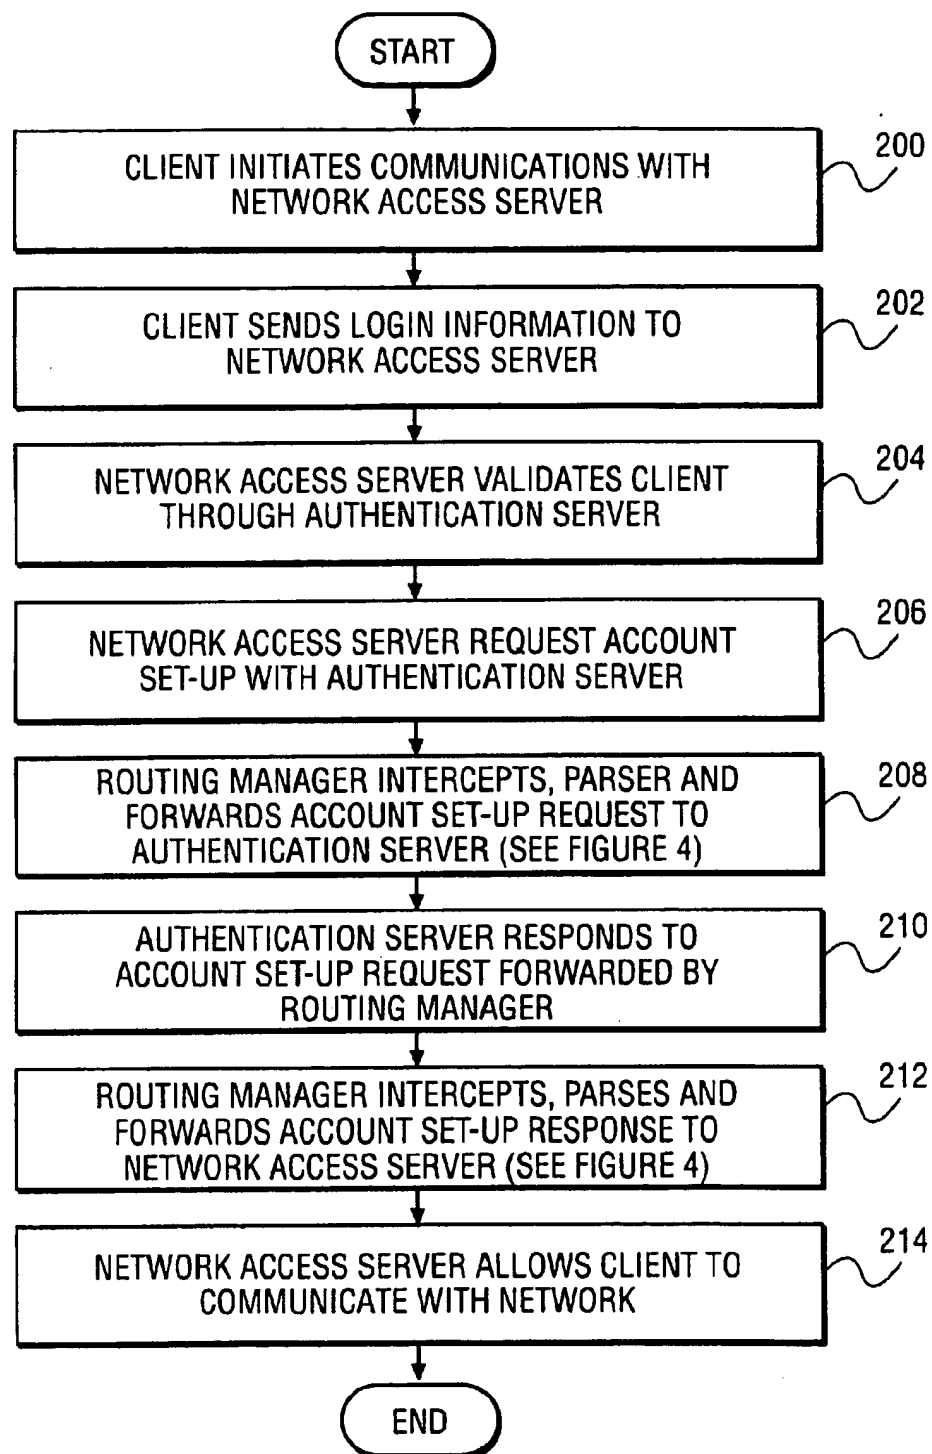 START
CLIENT INITIATES COMMUNICATIONS WITH
NETWORK ACCESS SERVER
200
CLIENT SENDS LOGIN INFORMATION TO
NETWORK ACCESS SERVER
202
NETWORK ACCESS SERVER VALIDATES CLIENT
THROUGH AUTHENTICATION SERVER
204
NETWORK ACCESS SERVER REQUEST ACCOUNT
SET-UP WITH AUTHENTICATION SERVER
206
ROUTING MANAGER INTERCEPTS, PARSER AND
FORWARDS ACCOUNT SET-UP REQUEST TO
AUTHENTICATION SERVER (SEE FIGURE 4)
208
AUTHENTICATION SERVER RESPONDS TO
ACCOUNT SET-UP REQUEST FORWARDED BY
ROUTING MANAGER
210
ROUTING MANAGER INTERCEPTS, PARSES AND
FORWARDS ACCOUNT SET-UP RESPONSE TO
NETWORK ACCESS SERVER (SEE FIGURE 4)
212
NETWORK ACCESS SERVER ALLOWS CLIENT TO
COMMUNICATE WITH NETWORK
214
END